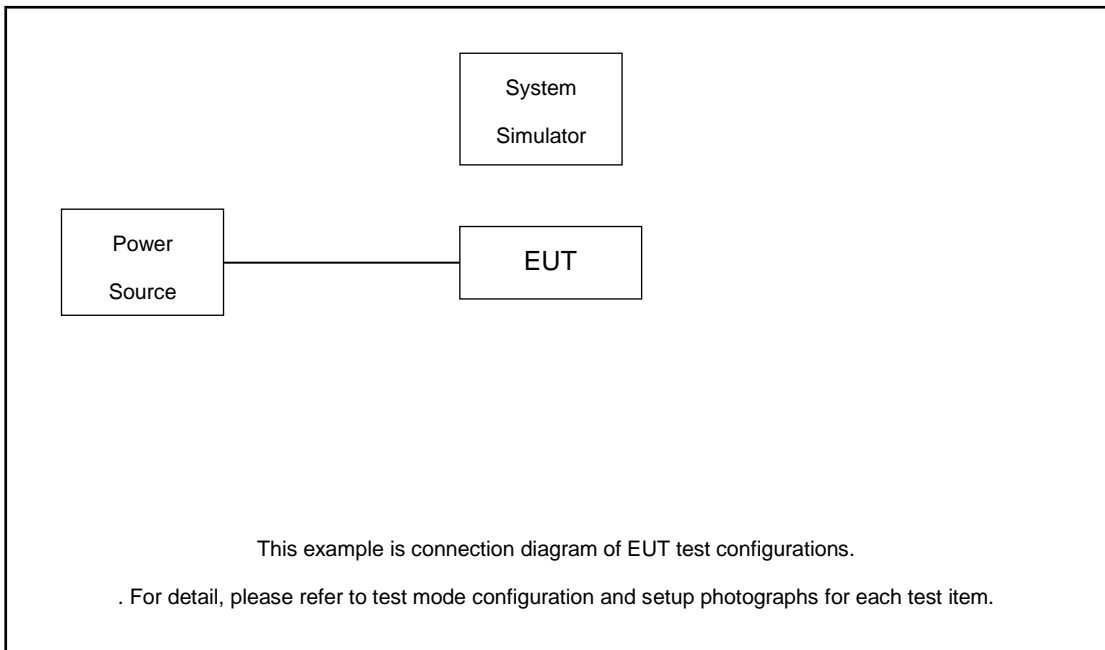 System
Simulator
Power
Source
EUT
This example is connection diagram of EUT test configurations.
. For detail, please refer to test mode configuration and setup photographs for each test item.